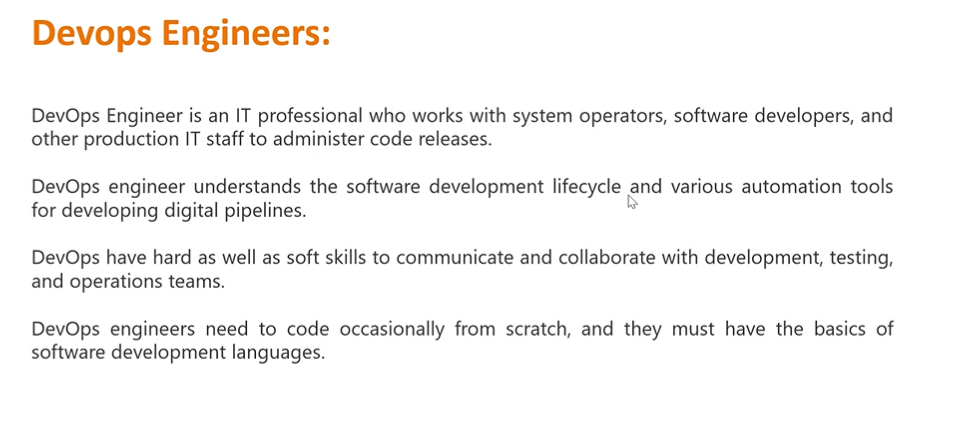 Devops Engineers:
DevOps Engineer is an IT professional who works with system operators, software developers, and
other production IT staff to administer code releases.
DevOps engineer understands the software development lifecycle and various automation tools
for developing digital pipelines.
DevOps have hard as well as soft skills to communicate and collaborate with development, testing,
and operations teams.
DevOps engineers need to code occasionally from scratch, and they must have the basics of
software development languages.